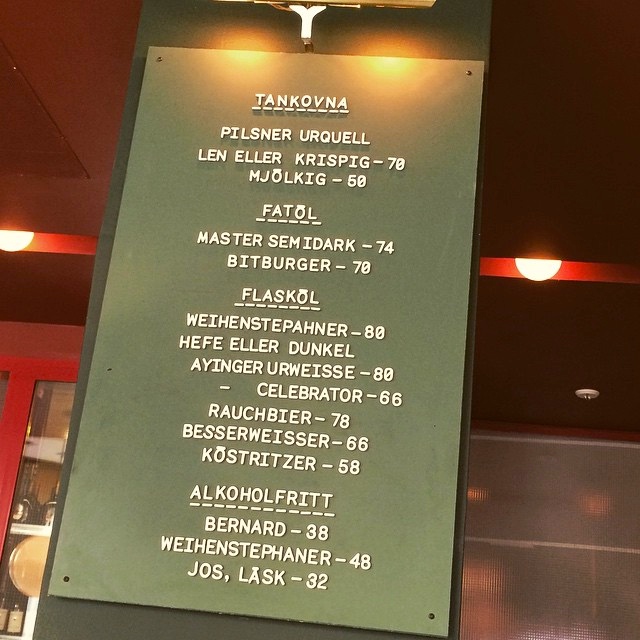 TANKOVNA
PILSNER URQUELL
LEN ELLER KRISPIG - 70
MJÖLKIG - 50
FATÖL
MASTER SEMIDARK - 74
BITBURGER - 70
FLASKÖL
WEIHENSTEPAHNER - 80
HEFE ELLER DUNKEL
AYINGER URWEISSE - 80
- CELEBRATOR - 66
RAUCHBIER - 78
BESSERWEISSER - 66
KÖSTRITZER - 58
ALKOHOLFRITT
BERNARD - 38
WEIHENSTEPHANER - 48
JOS, LÄSK - 32